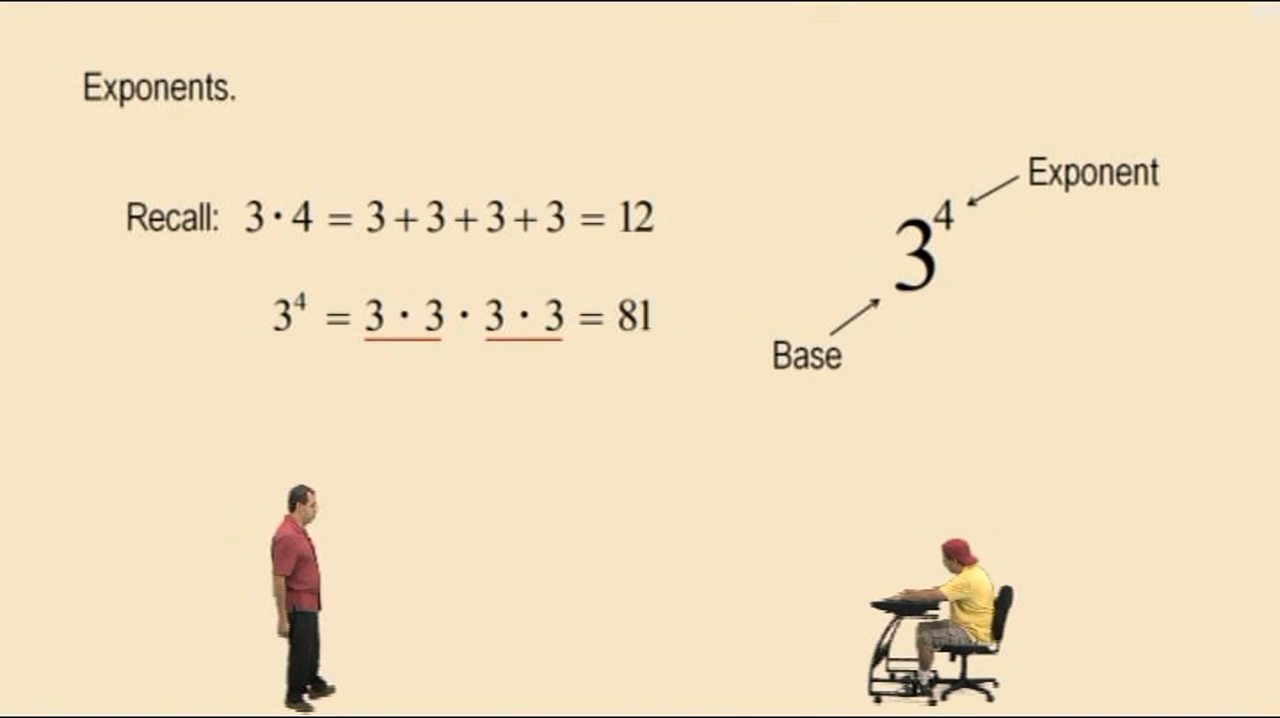 Exponents.
Recall: 3 · 4 = 3 + 3 + 3 + 3 = 12
3⁴ = 3 · 3 · 3 · 3 = 81
Exponent
3⁴
Base